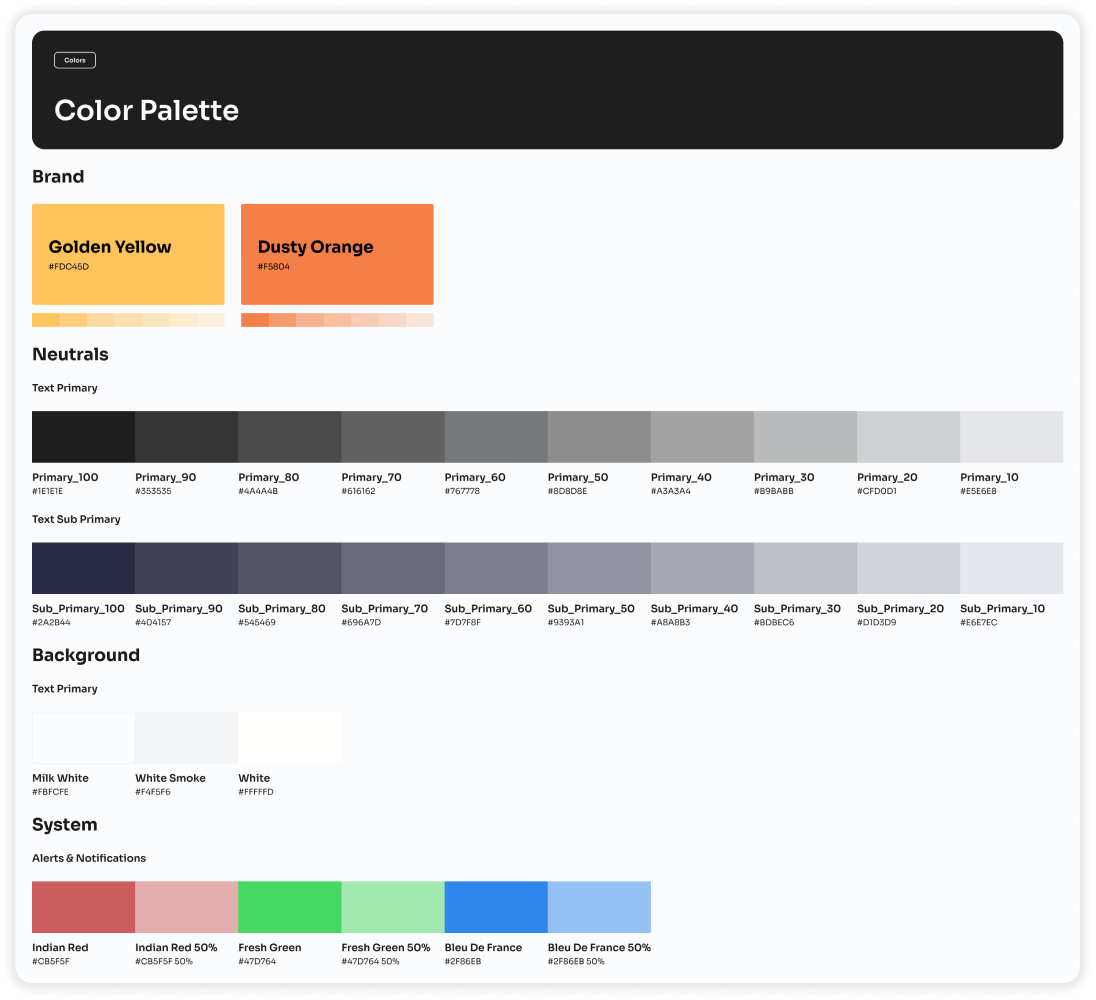 Colors
Color Palette
Brand
Golden Yellow
#FDC45D
Dusty Orange
#F5804
Neutrals
Text Primary
Primary_100 Primary_90 Primary_80 Primary_70 Primary_60 Primary_50 Primary_40 Primary_30 Primary_20 Primary_10
#1E1E1E #353535 #4A4A4B #616162 #767778 #8D8D8E #A3A3A4 #B9BABB #CFD0D1 #E5E6E8
Text Sub Primary
Sub_Primary_100 Sub_Primary_90 Sub_Primary_80 Sub_Primary_70 Sub_Primary_60 Sub_Primary_50 Sub_Primary_40 Sub_Primary_30 Sub_Primary_20 Sub_Primary_10
#2A2B44 #404157 #545469 #696A7D #7D7F8F #9393A1 #A8A8B3 #BDBEC6 #D1D3D9 #E6E7EC
Background
Text Primary
Milk White White Smoke White
#FBFCFE #F4F5F6 #FFFFFD
System
Alerts & Notifications
Indian Red Indian Red 50% Fresh Green Fresh Green 50% Bleu De France Bleu De France 50%
#CB5F5F #CB5F5F 50% #47D764 #47D764 50% #2F86EB #2F86EB 50%